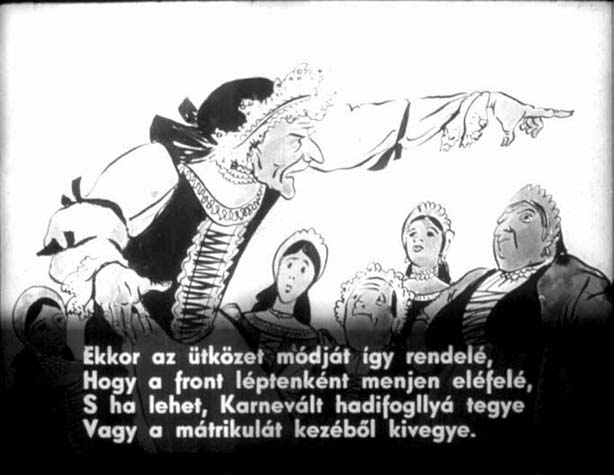 Ekkor az ütközet módját így rendelé,
Hogy a front léptenként menjen eléfelé,
S ha lehet, Karnevált hadifogllyá tegye
Vagy a mátrikulát kezéből kivegye.